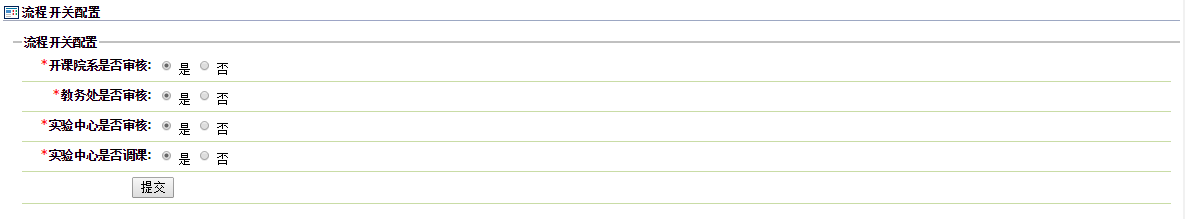 流程开关配置
流程开关配置
*开课院系是否审核: 是 否
*教务处是否审核: 是 否
*实验中心是否审核: 是 否
*实验中心是否调课: 是 否
提交